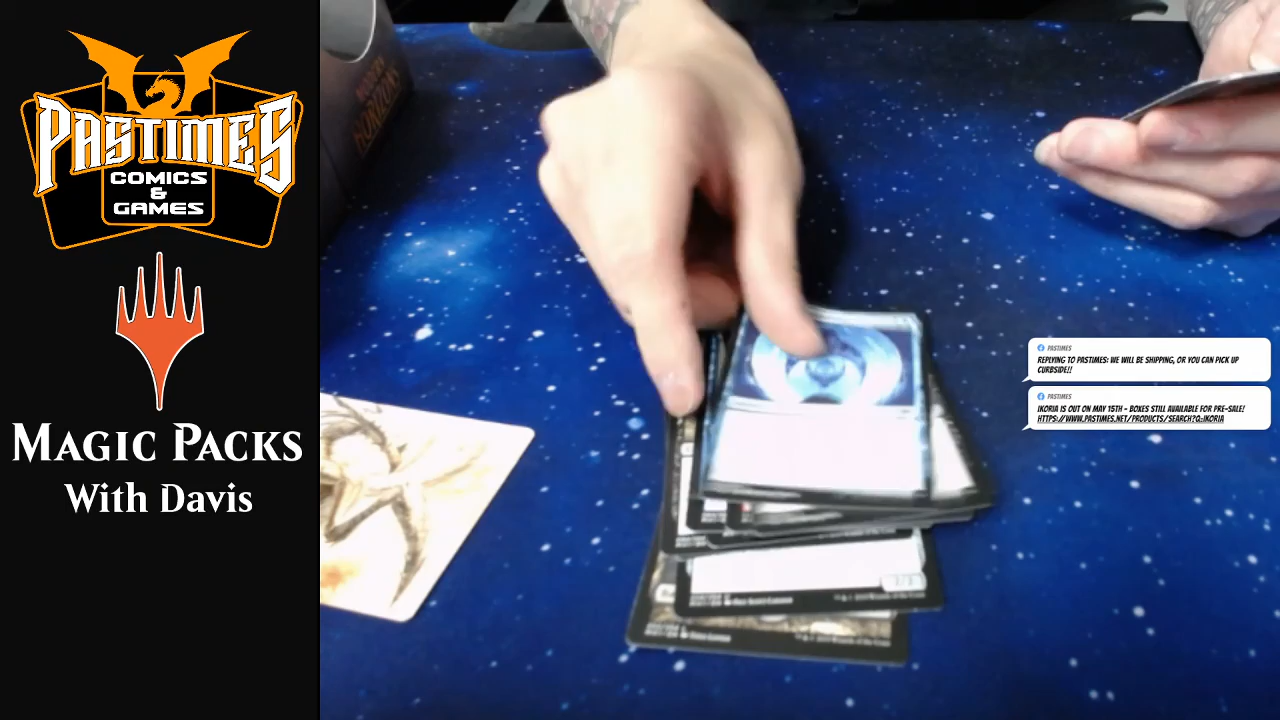 PASTIMES
COMICS
&
GAMES
MAGIC PACKS
WITH DAVIS
HORIZONS
PASTIMES
REPLYING TO PASTIMES: WE WILL BE SHIPPING, OR YOU CAN PICK UP
CURBSIDE!!
PASTIMES
IKORIA IS OUT ON MAY 15TH - BOXES STILL AVAILABLE FOR PRE-SALE!
HTTPS://WWW.PASTIMES.NET/PRODUCTS/SEARCH?Q=IKORIA